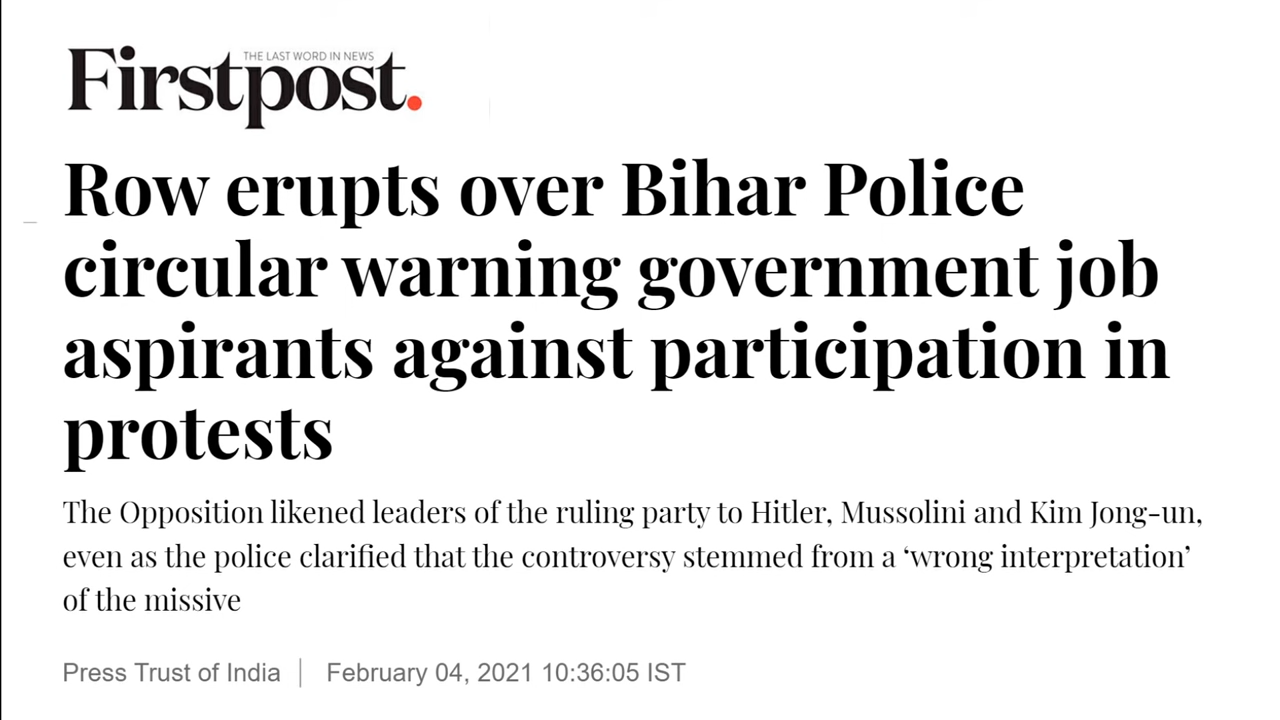 THE LAST WORD IN NEWS
Firstpost.
Row erupts over Bihar Police
circular warning government job
aspirants against participation in
protests
The Opposition likened leaders of the ruling party to Hitler, Mussolini and Kim Jong-un,
even as the police clarified that the controversy stemmed from a ‘wrong interpretation’
of the missive
Press Trust of India | February 04, 2021 10:36:05 IST